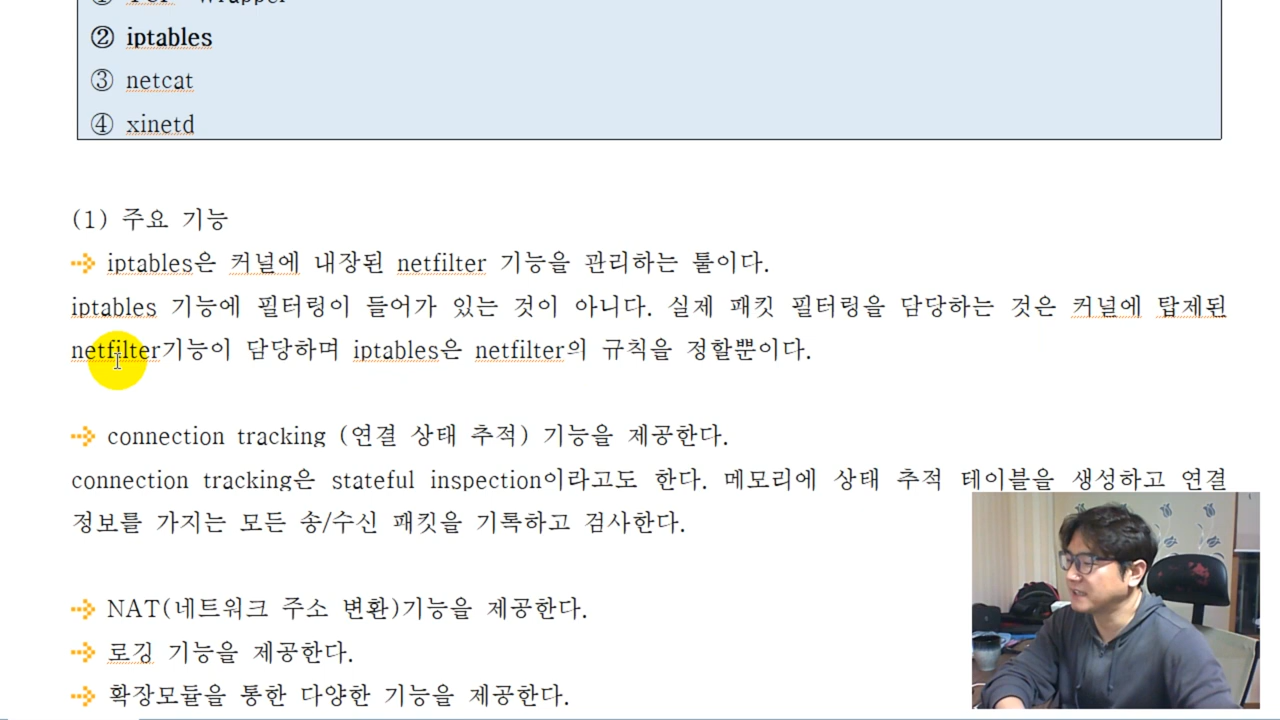 ① TCP Wrapper
② iptables
③ netcat
④ xinetd
(1) 주요 기능
iptables은 커널에 내장된 netfilter 기능을 관리하는 툴이다.
iptables 기능에 필터링이 들어가 있는 것이 아니다. 실제 패킷 필터링을 담당하는 것은 커널에 탑제된
netfilter기능이 담당하며 iptables은 netfilter의 규칙을 정할뿐이다.
connection tracking (연결 상태 추적) 기능을 제공한다.
connection tracking은 stateful inspection이라고도 한다. 메모리에 상태 추적 테이블을 생성하고 연결
정보를 가지는 모든 송/수신 패킷을 기록하고 검사한다.
NAT(네트워크 주소 변환)기능을 제공한다.
로깅 기능을 제공한다.
확장모듈을 통한 다양한 기능을 제공한다.